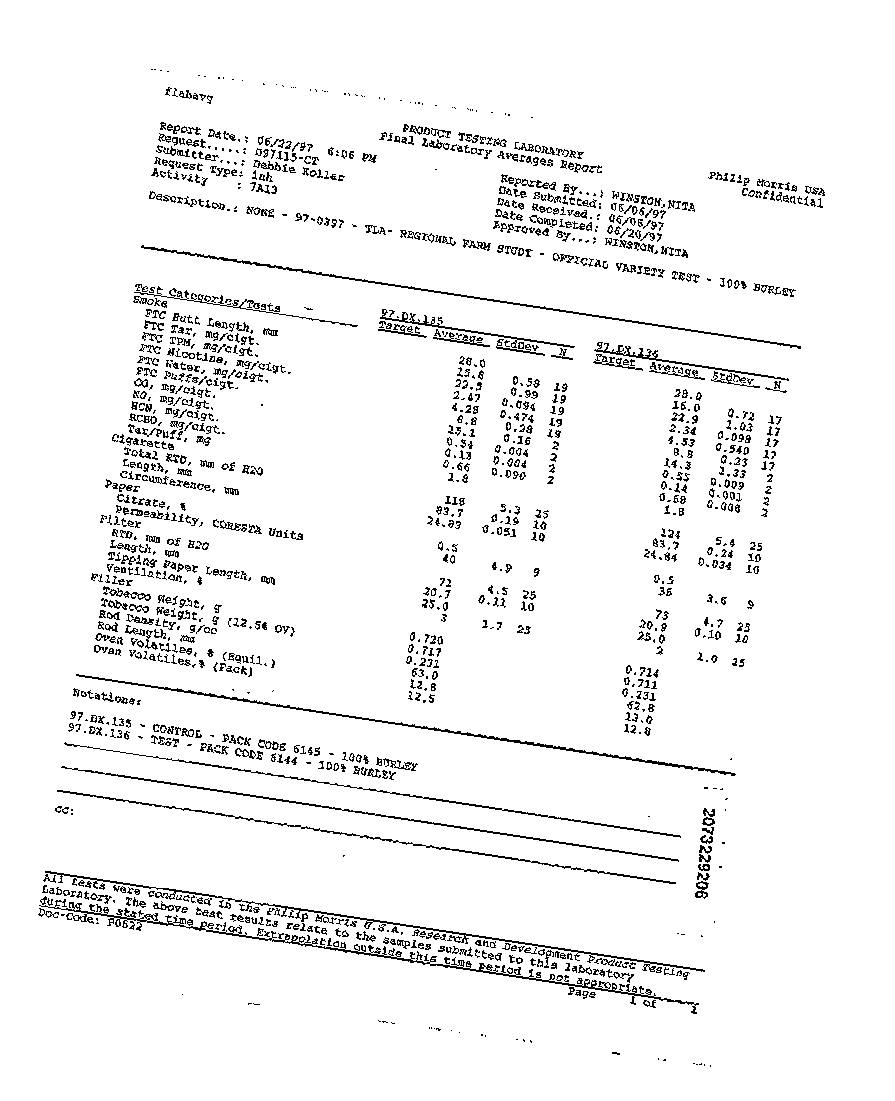 flabavg
PRODUCT TESTING LABORATORY
Final Laboratory Averages Report
Philip Morris USA
Confidential
Report Date.: 06/22/97 6:06 PM
Request.....: D97115-CT
Submitter...: Debbie Koller
Request Type: inh
Activity : 7A13
Reported By...: WINSTON,NITA
Date Submitted: 06/06/97
Date Received.: 06/06/97
Date Completed: 06/20/97
Approved By...: WINSTON,NITA
Description.: NONE - 97-0397 - TLA- REGIONAL FARM STUDY - OFFICIAL VARIETY TEST - 100% BURLEY
97.DX.135 97.DX.136
Test Categories/Tests Target Average StdDev N Target Average StdDev N
Smoke
FTC Butt Length, mm 28.0 28.0
FTC Tar, mg/cigt. 15.8 0.58 19 16.0 0.72 17
FTC TPM, mg/cigt. 22.5 0.99 19 22.9 1.03 17
FTC Nicotine, mg/cigt. 2.47 0.094 19 2.34 0.098 17
FTC Water, mg/cigt. 4.28 0.474 19 4.53 0.540 17
FTC Puffs/cigt. 8.8 0.28 19 8.8 0.33 17
CO, mg/cigt. 15.1 0.16 2 14.3 1.33 2
NO, mg/cigt. 0.54 0.004 2 0.55 0.009 2
HCN, mg/cigt. 0.13 0.004 2 0.14 0.001 2
RCHO, mg/cigt. 0.66 0.090 2 0.68 0.008 2
Tar/Puff, mg 1.8 1.8
Cigarette
Total RTD, mm of H2O 118 5.3 25 124 5.4 25
Length, mm 83.7 0.19 10 83.7 0.24 10
Circumference, mm 24.83 0.051 10 24.84 0.034 10
Paper
Citrate, % 0.5 0.5
Permeability, CORESTA Units 40 4.9 9 36 3.6 9
Filter
RTD, mm of H2O 72 4.5 25 75 4.7 25
Length, mm 20.7 0.11 10 20.9 0.10 10
Tipping Paper Length, mm 25.0 25.0
Ventilation, % 3 1.7 25 2 1.0 25
Filler
Tobacco Weight, g 0.720 0.714
Tobacco Weight, g (12.5% OV) 0.717 0.711
Rod Density, g/cc 0.231 0.231
Rod Length, mm 63.0 62.8
Oven Volatiles, % (Equil.) 12.8 13.0
Oven Volatiles,% (Pack) 12.5 12.8
Notations:
97.DX.135 - CONTROL - PACK CODE 6145 - 100% BURLEY
97.DX.136 - TEST - PACK CODE 6144 - 100% BURLEY
2073229206
cc:
All tests were conducted in the Philip Morris U.S.A. Research and Development Product Testing
Laboratory. The above test results relate to the samples submitted to this laboratory
during the stated time period. Extrapolation outside this time period is not appropriate.
Doc-Code: P0622
Page 1 of 1